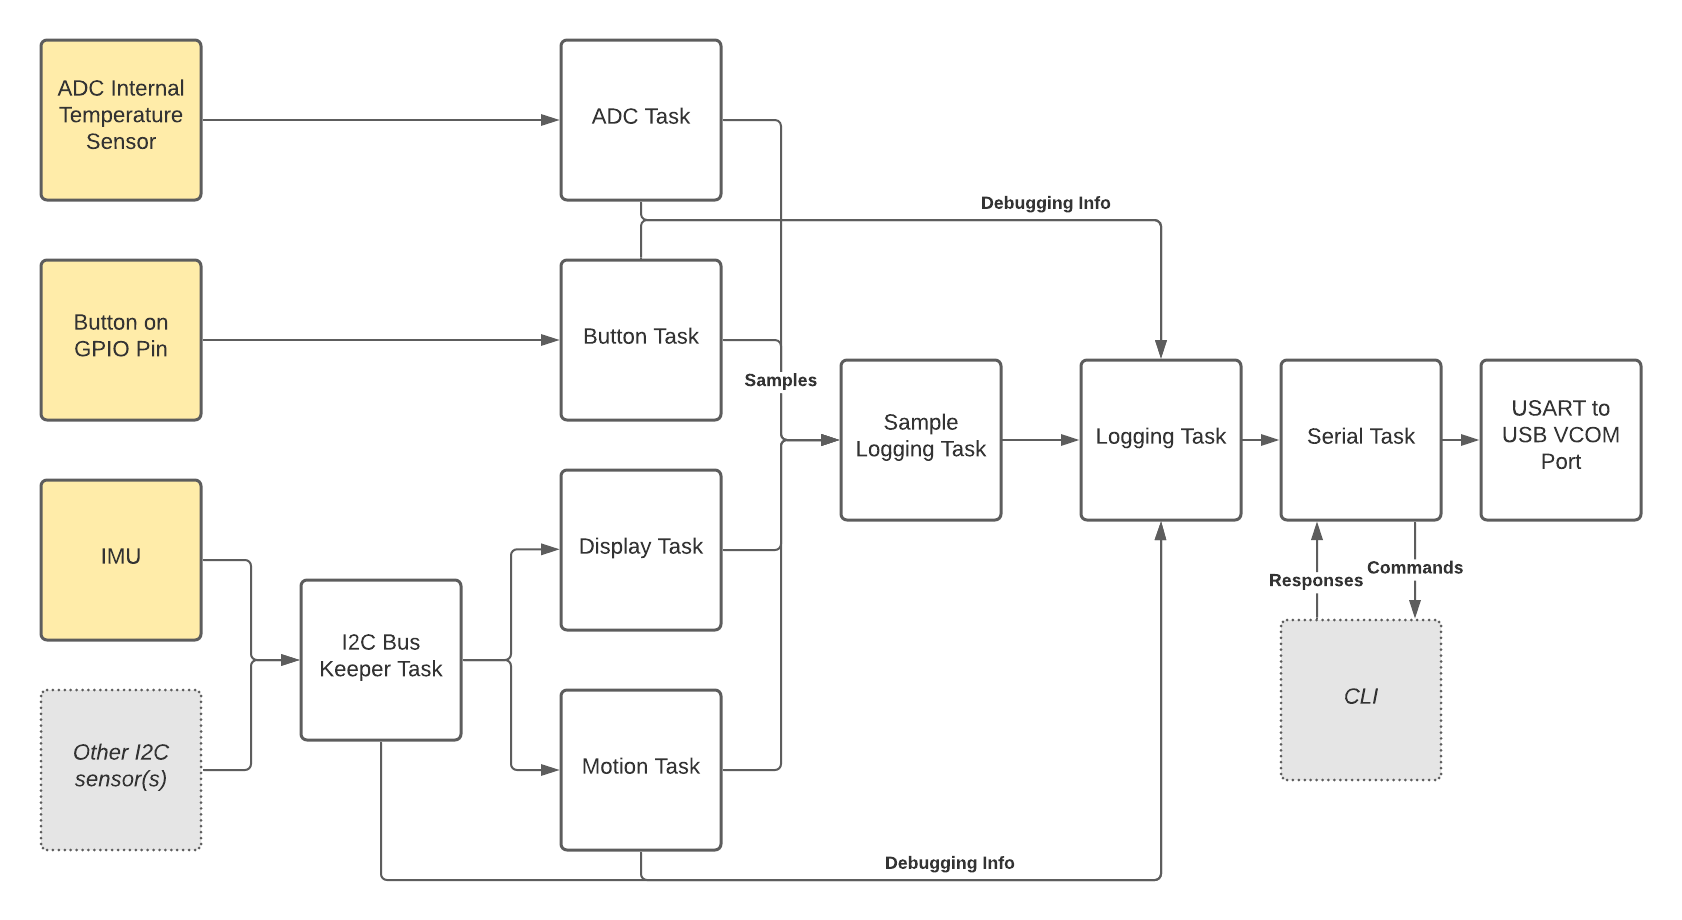 ADC Internal
Temperature
Sensor
ADC Task
Debugging Info
Button on
GPIO Pin
Button Task
Samples
Sample
Logging Task
Logging Task
Serial Task
USART to
USB VCOM
Port
IMU
Display Task
Responses
Commands
I2C Bus
Keeper Task
CLI
Other I2C
sensor(s)
Motion Task
Debugging Info